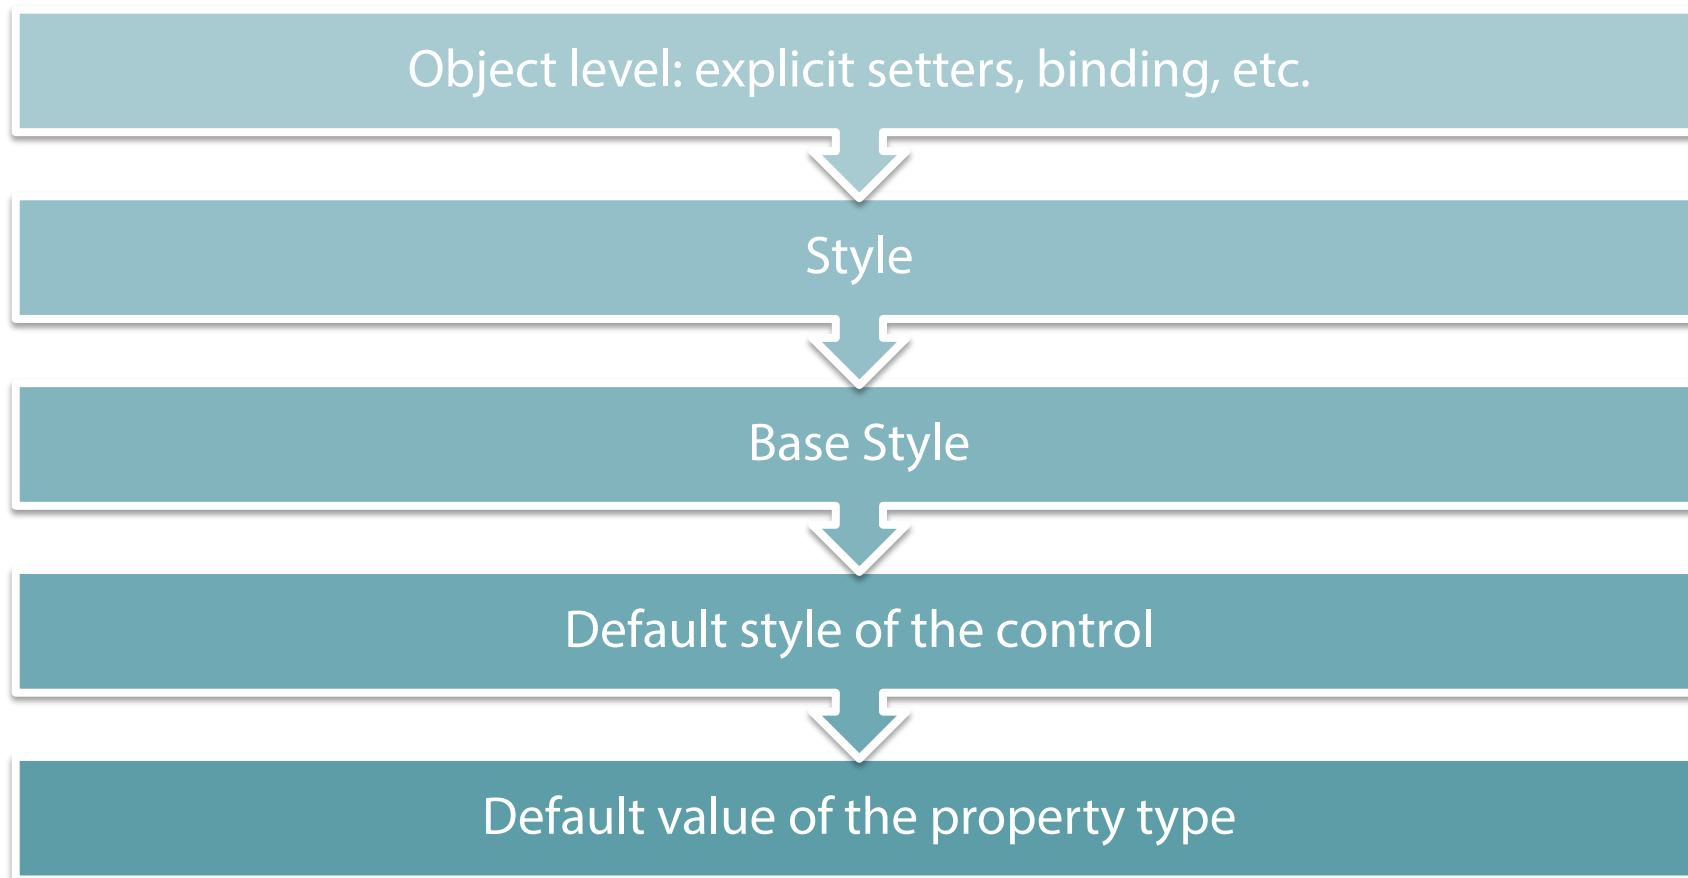 Object level: explicit setters, binding, etc.
Style
Base Style
Default style of the control
Default value of the property type